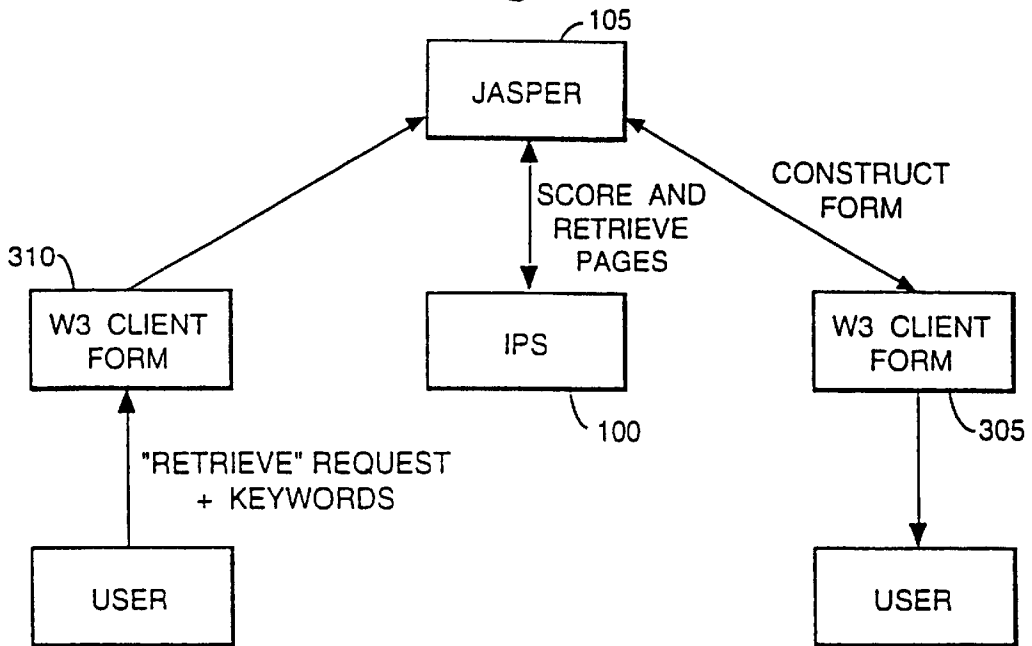 105
JASPER
CONSTRUCT
FORM
SCORE AND
RETRIEVE
PAGES
310
W3 CLIENT
FORM
IPS
W3 CLIENT
FORM
100
305
"RETRIEVE" REQUEST
+ KEYWORDS
USER
USER